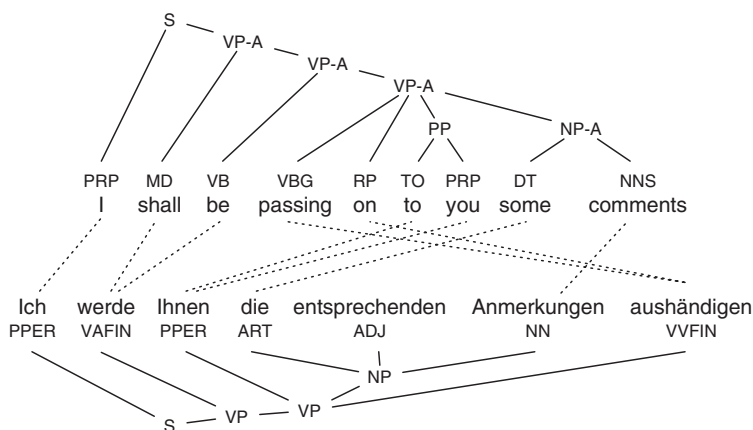 S
VP-A
VP-A
VP-A
PP NP-A
PRP MD VB VBG RP TO PRP DT NNS
I shall be passing on to you some comments
Ich werde Ihnen die entsprechenden Anmerkungen aushändigen
PPER VAFIN PPER ART ADJ NN VVFIN
NP
S VP VP